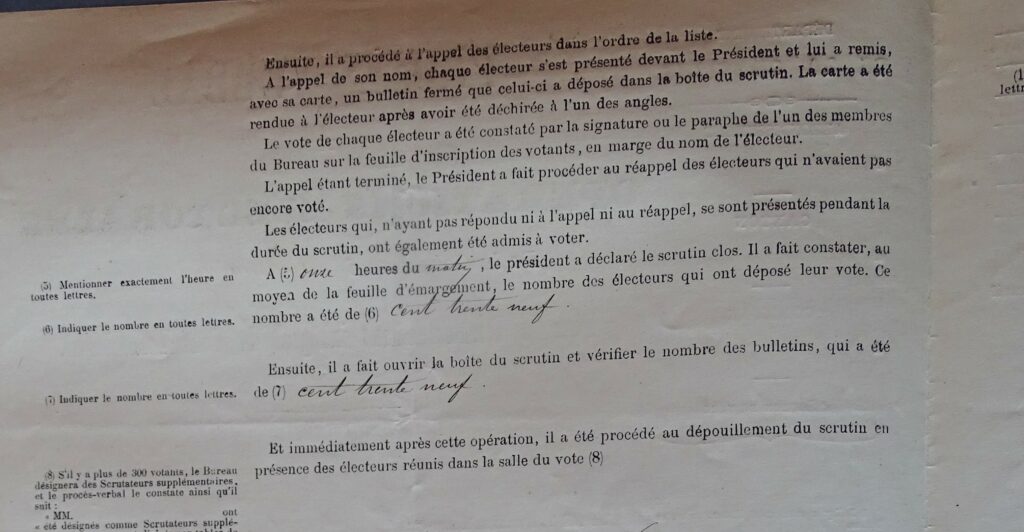 Ensuite, il a procédé à l'appel des électeurs dans l'ordre de la liste.
A l'appel de son nom, chaque électeur s'est présenté devant le Président et lui a remis,
avec sa carte, un bulletin fermé que celui-ci a déposé dans la boîte du scrutin. La carte a été
rendue à l'électeur après avoir été déchirée à l'un des angles.
Le vote de chaque électeur a été constaté par la signature ou le paraphe de l'un des membres
du Bureau sur la feuille d'inscription des votants, en marge du nom de l'électeur.
L'appel étant terminé, le Président a fait procéder au réappel des électeurs qui n'avaient pas
encore voté.
Les électeurs qui, n'ayant pas répondu ni à l'appel ni au réappel, se sont présentés pendant la
durée du scrutin, ont également été admis à voter.
A (5) onze heures du matin, le président a déclaré le scrutin clos. Il a fait constater, au
moyen de la feuille d'émargement, le nombre des électeurs qui ont déposé leur vote. Ce
nombre a été de (6) cent trente neuf.
Ensuite, il a fait ouvrir la boîte du scrutin et vérifier le nombre des bulletins, qui a été
de (7) cent trente neuf.
Et immédiatement après cette opération, il a été procédé au dépouillement du scrutin en
présence des électeurs réunis dans la salle du vote (8)
(5) Mentionner exactement l'heure en
toutes lettres.
(6) Indiquer le nombre en toutes lettres.
(7) Indiquer le nombre en toutes lettres.
(8) S'il y a plus de 300 votants, le Bureau
désignera des Scrutateurs supplémentaires,
et le procès-verbal le constate ainsi qu'il
suit :
« MM. ont
« été désignés comme Scrutateurs supplé-